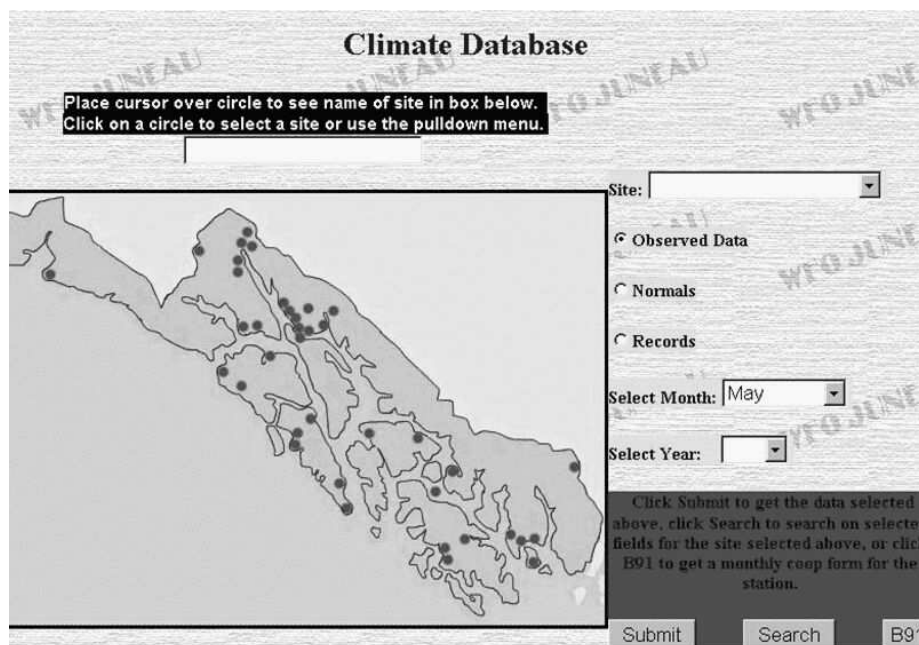 Climate Database
Place cursor over circle to see name of site in box below.
Click on a circle to select a site or use the pulldown menu.
WFO JUNEAU
Site:
Observed Data
Normals
Records
Select Month: May
Select Year:
Click Submit to get the data selected
above, click Search to search on selecte
fields for the site selected above, or clic
B91 to get a monthly coop form for the
station.
Submit
Search
B91